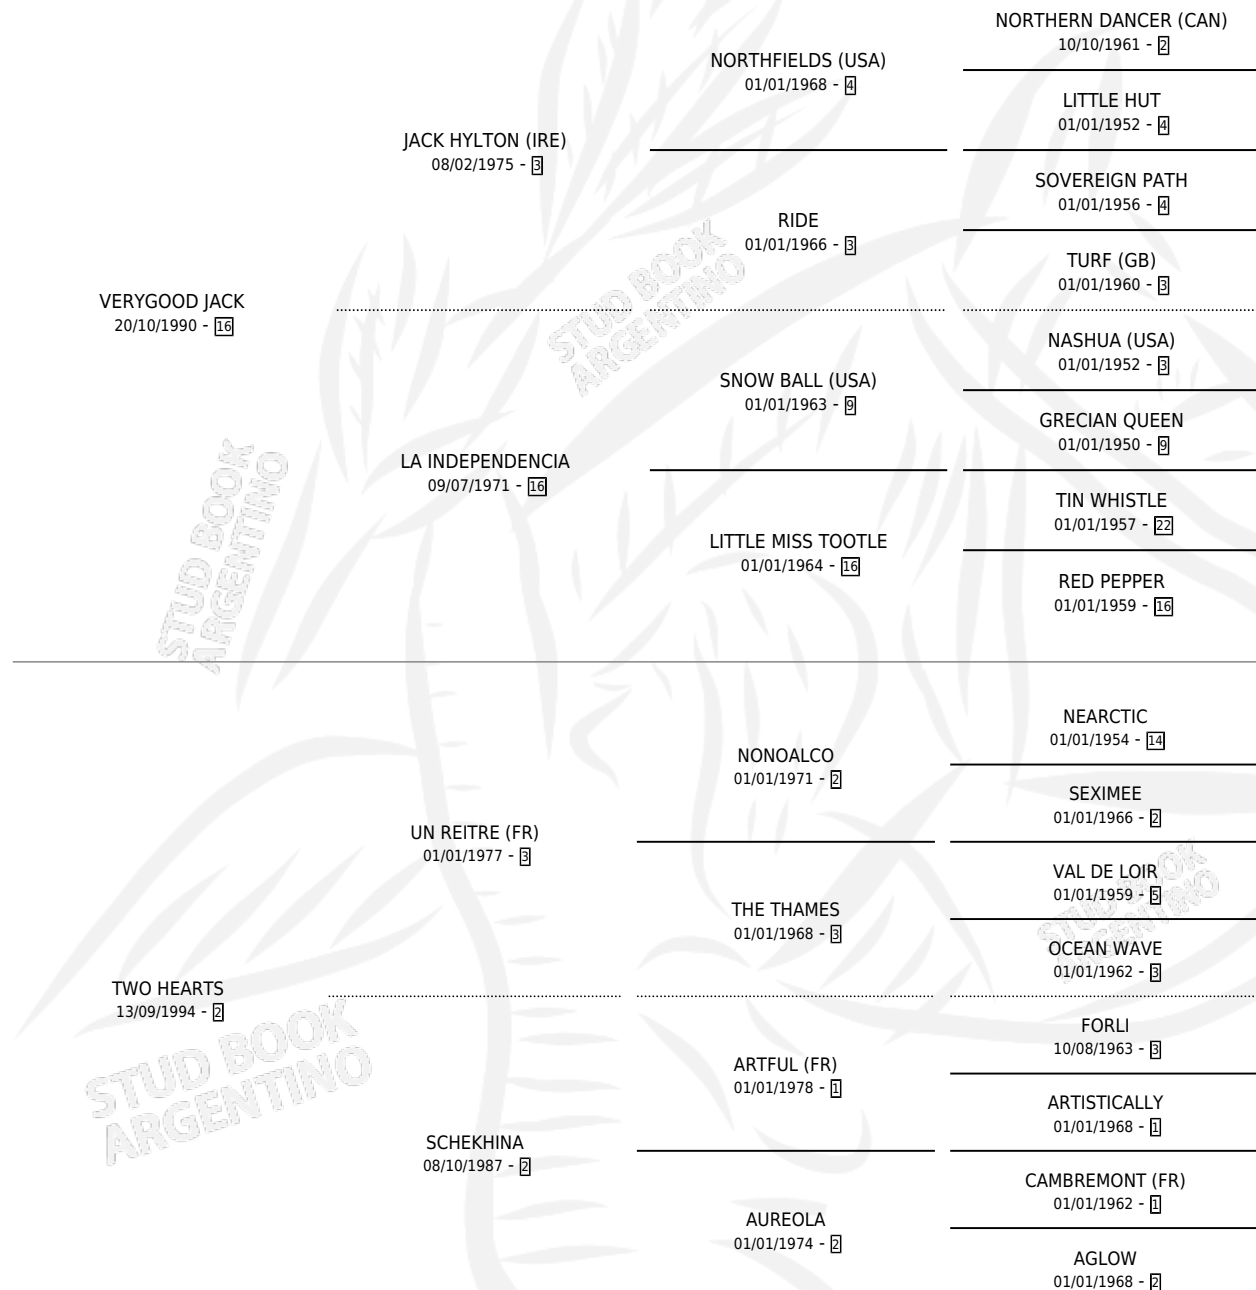 NORTHERN DANCER (CAN)
10/10/1961 - 2
NORTHFIELDS (USA)
01/01/1968 - 4
LITTLE HUT
01/01/1952 - 4
JACK HYLTON (IRE)
08/02/1975 - 3
SOVEREIGN PATH
01/01/1956 - 4
RIDE
01/01/1966 - 3
TURF (GB)
01/01/1960 - 3
VERYGOOD JACK
20/10/1990 - 16
STUD BOOK
ARGENTINO
NASHUA (USA)
01/01/1952 - 3
SNOW BALL (USA)
01/01/1963 - 9
GRECIAN QUEEN
01/01/1950 - 9
LA INDEPENDENCIA
09/07/1971 - 16
TIN WHISTLE
01/01/1957 - 22
LITTLE MISS TOOTLE
01/01/1964 - 16
RED PEPPER
01/01/1959 - 16
STUD BOOK
ARGENTINO
NEARCTIC
01/01/1954 - 14
NONOALCO
01/01/1971 - 2
SEXIMEE
01/01/1966 - 2
UN REITRE (FR)
01/01/1977 - 3
VAL DE LOIR
01/01/1959 - 5
THE THAMES
01/01/1968 - 3
OCEAN WAVE
01/01/1962 - 3
STUD BOOK
ARGENTINO
TWO HEARTS
13/09/1994 - 2
FORLI
10/08/1963 - 3
ARTFUL (FR)
01/01/1978 - 1
ARTISTICALLY
01/01/1968 - 1
STUD BOOK
ARGENTINO
SCHEKHINA
08/10/1987 - 2
CAMBREMONT (FR)
01/01/1962 - 1
AUREOLA
01/01/1974 - 2
AGLOW
01/01/1968 - 2